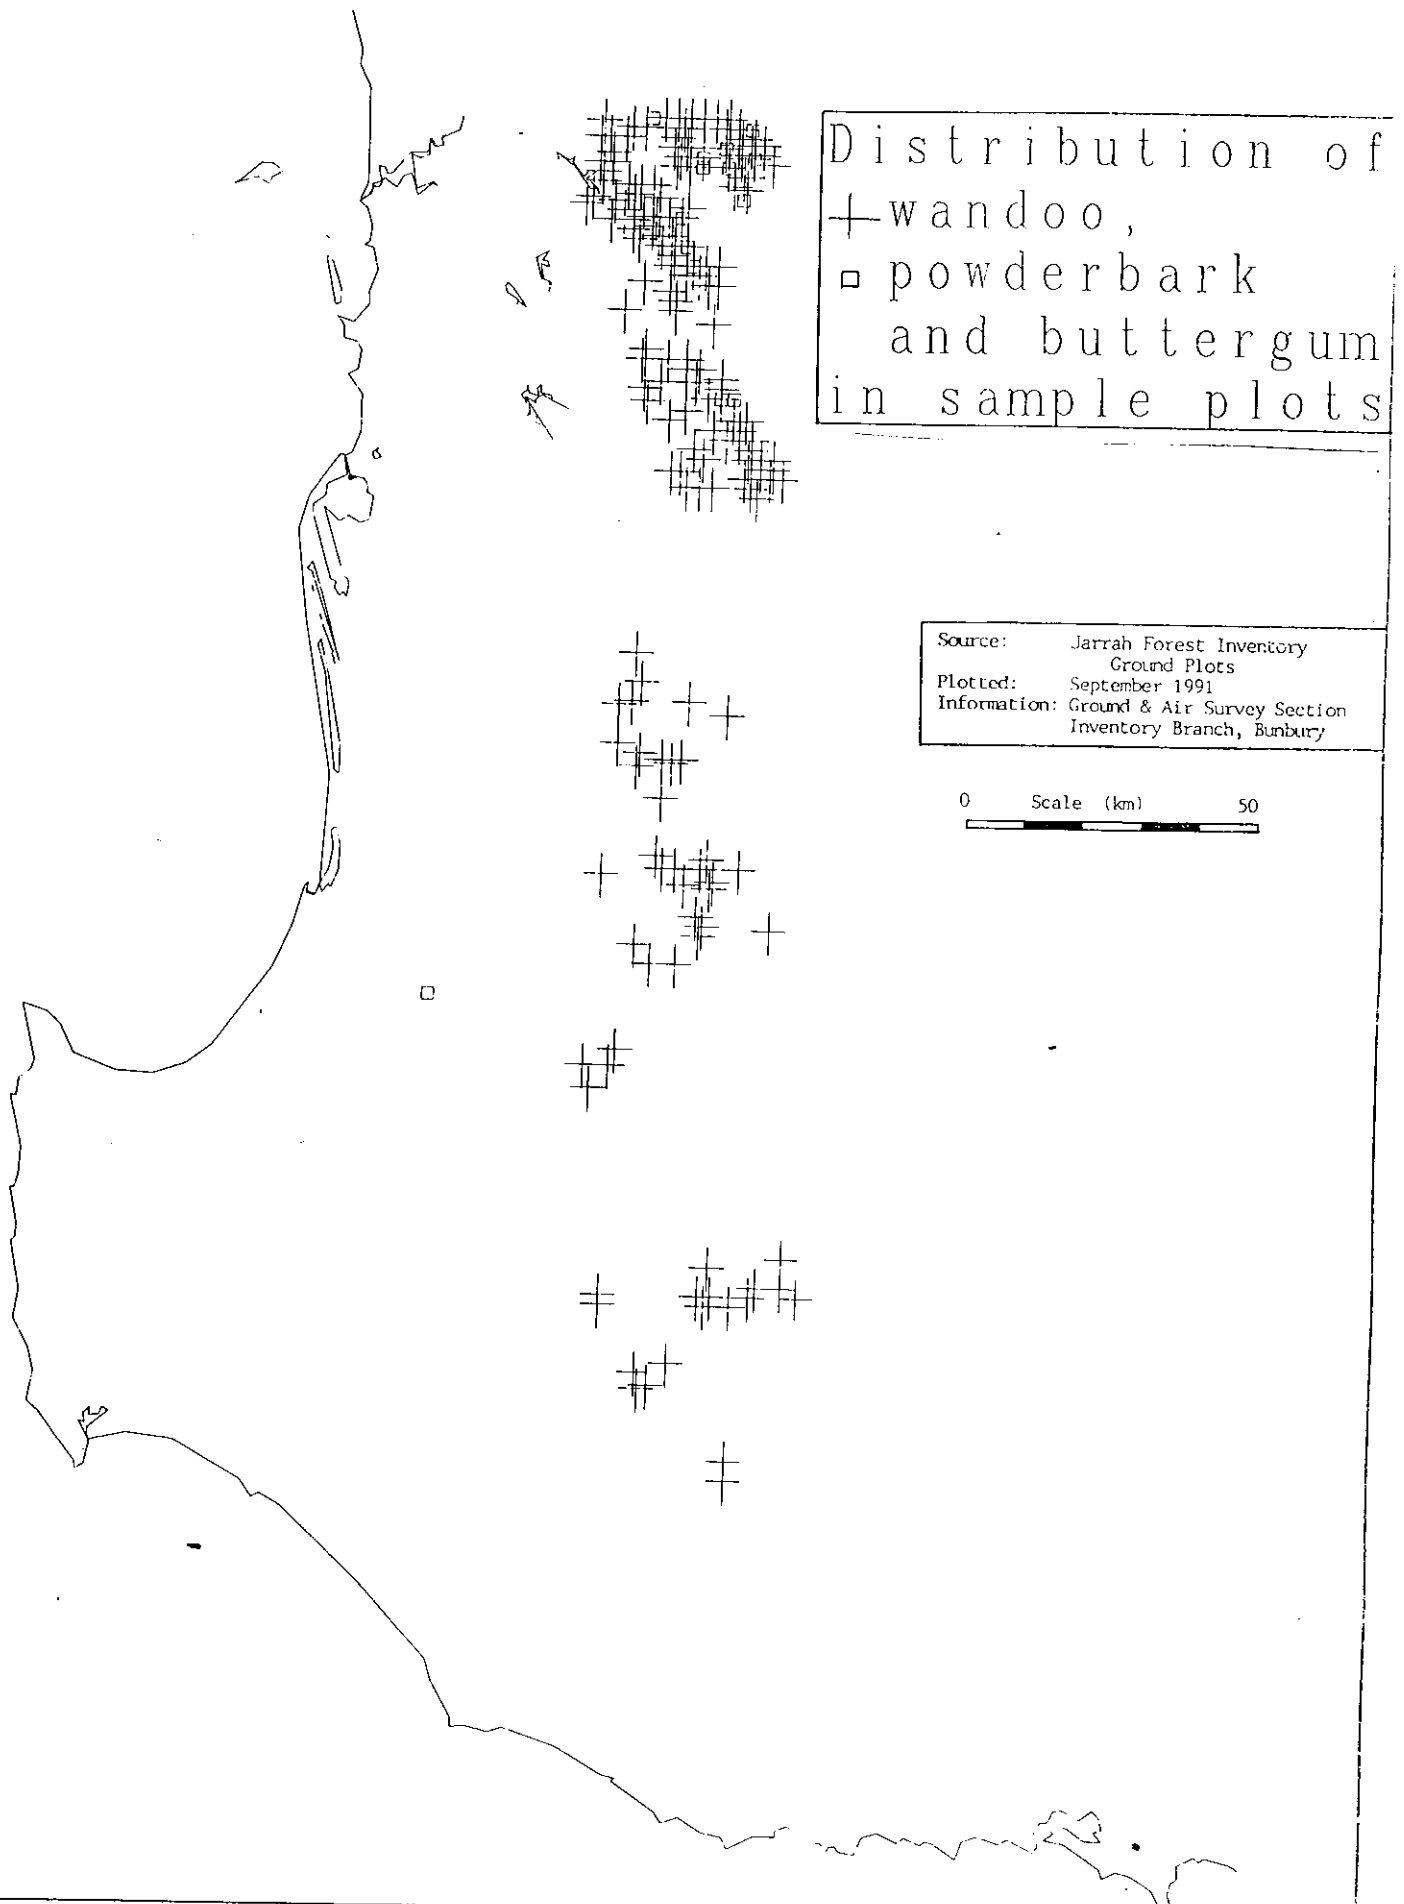 Distribution of
wandoo,
powderbark
and buttergum
in sample plots
Source: Jarrah Forest Inventory
Ground Plots
Plotted: September 1991
Information: Ground & Air Survey Section
Inventory Branch, Bunbury
0 Scale (km) 50